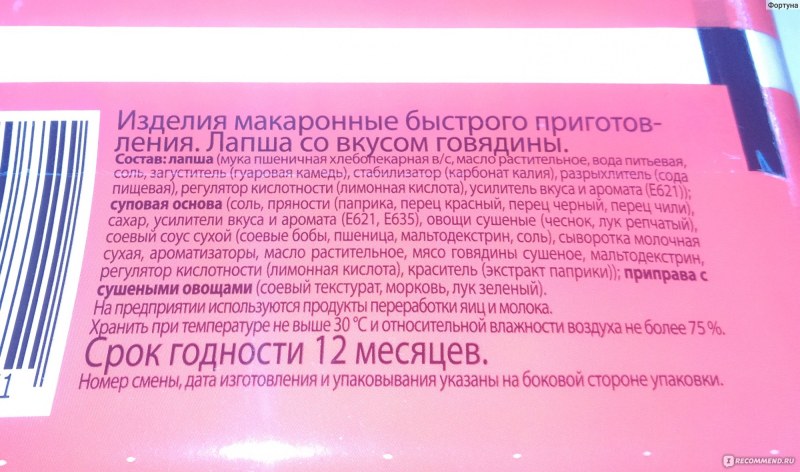 Фортуна
Изделия макаронные быстрого приготов-
ления. Лапша со вкусом говядины.
Состав: лапша (мука пшеничная хлебопекарная в/с, масло растительное, вода питьевая,
соль, загуститель (гуаровая камедь), стабилизатор (карбонат калия), разрыхлитель (сода
пищевая), регулятор кислотности (лимонная кислота), усилитель вкуса и аромата (Е621));
суповая основа (соль, пряности (паприка, перец красный, перец черный, перец чили),
сахар, усилители вкуса и аромата (Е621, Е635), овощи сушеные (чеснок, лук репчатый),
соевый соус сухой (соевые бобы, пшеница, мальтодекстрин, соль), сыворотка молочная
сухая, ароматизаторы, масло растительное, мясо говядины сушеное, мальтодекстрин,
регулятор кислотности (лимонная кислота), краситель (экстракт паприки)); приправа с
сушеными овощами (соевый текстурат, морковь, лук зеленый).
На предприятии используются продукты переработки яиц и молока.
Хранить при температуре не выше 30 °С и относительной влажности воздуха не более 75 %.
Срок годности 12 месяцев.
Номер смены, дата изготовления и упаковывания указаны на боковой стороне упаковки.
1
IRECOMMEND.RU